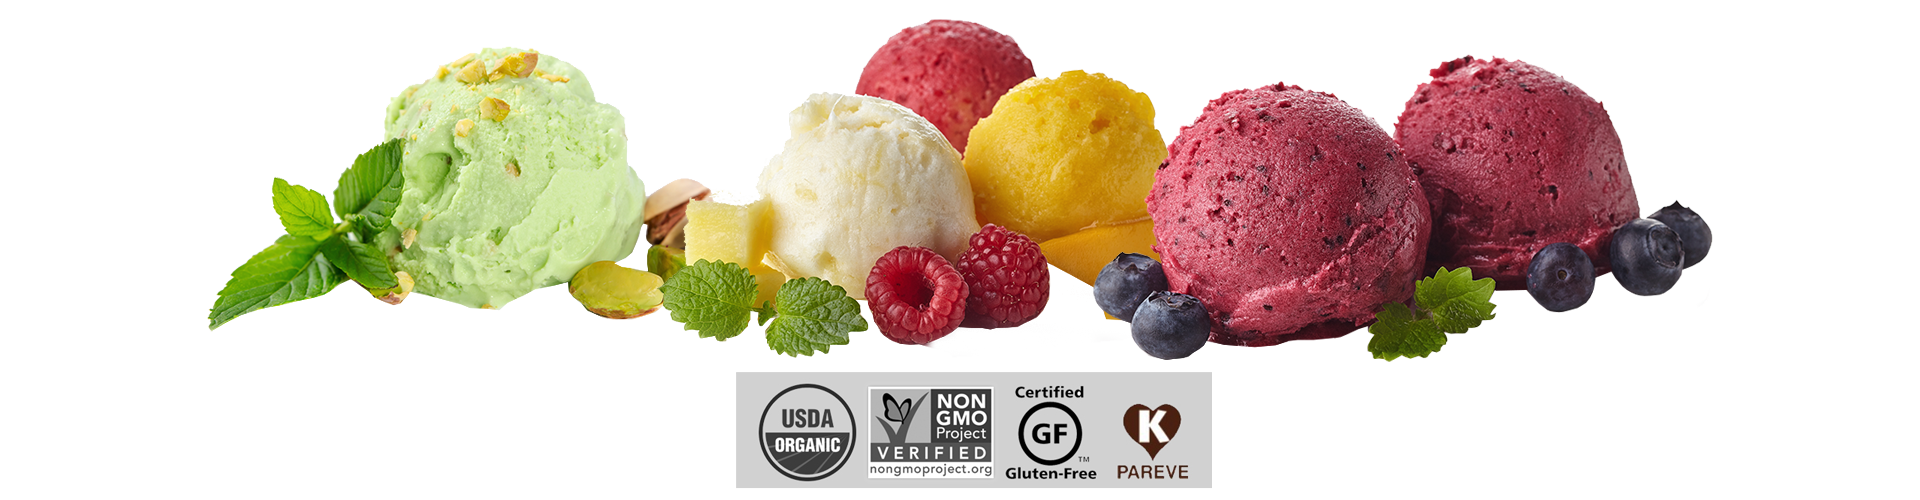 USDA
ORGANIC
NON
GMO
Project
VERIFIED
nongmoproject.org
Certified
GF
TM
Gluten-Free
K
PAREVE